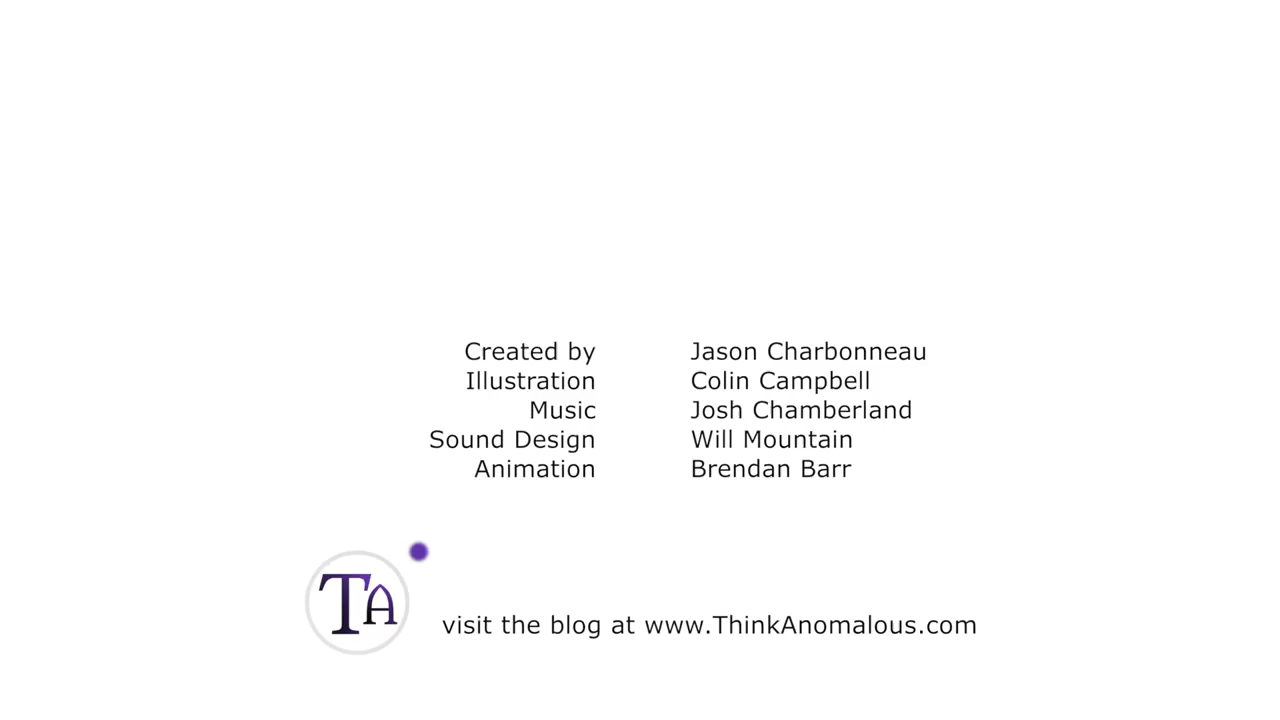 Created by Jason Charbonneau
Illustration Colin Campbell
Music Josh Chamberland
Sound Design Will Mountain
Animation Brendan Barr
TA
visit the blog at www.ThinkAnomalous.com